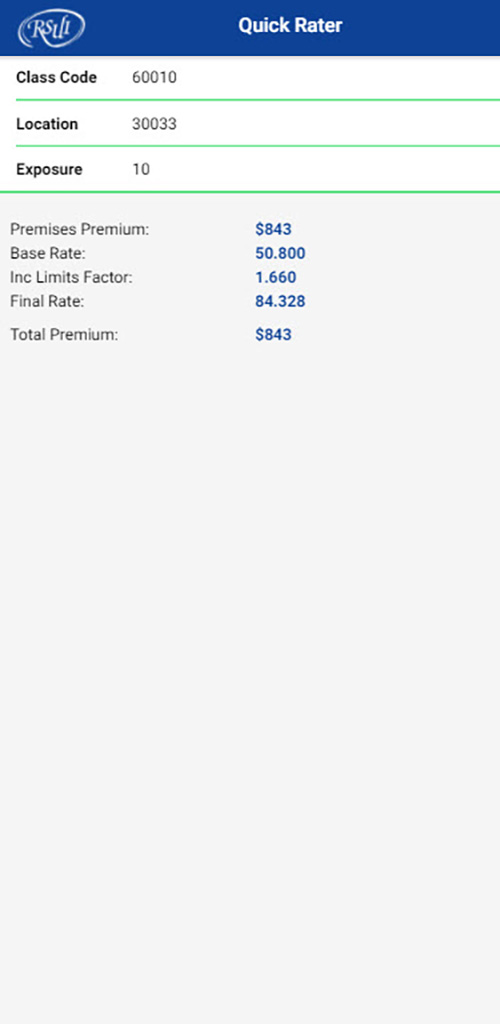 RSUI
Quick Rater
Class Code 60010
Location 30033
Exposure 10
Premises Premium: $843
Base Rate: 50.800
Inc Limits Factor: 1.660
Final Rate: 84.328
Total Premium: $843